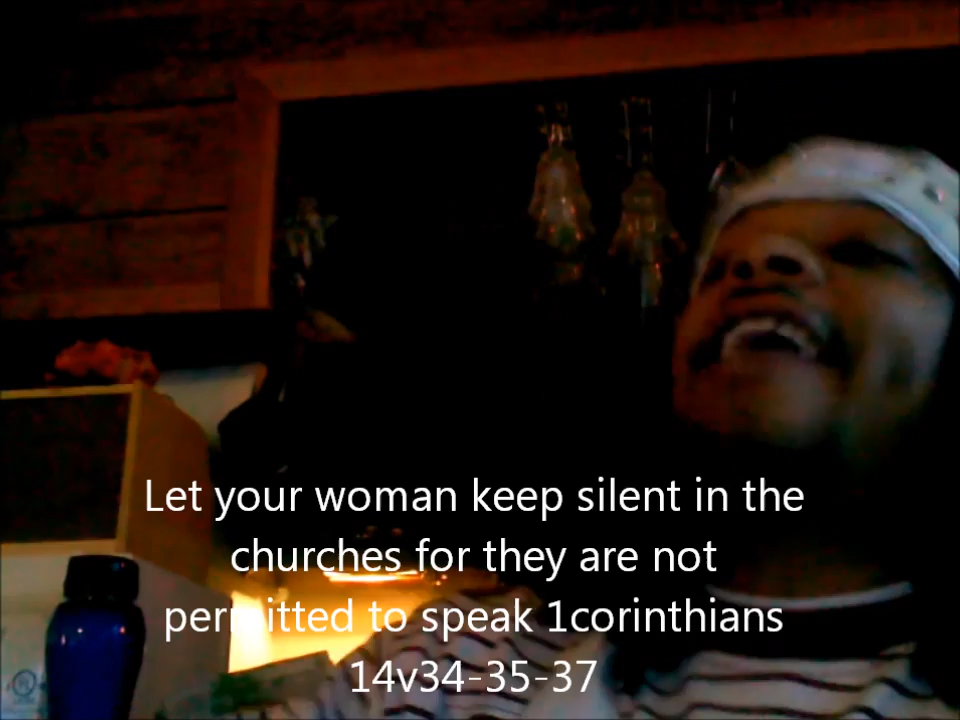 Let your woman keep silent in the
churches for they are not
permitted to speak 1corinthians
14v34-35-37